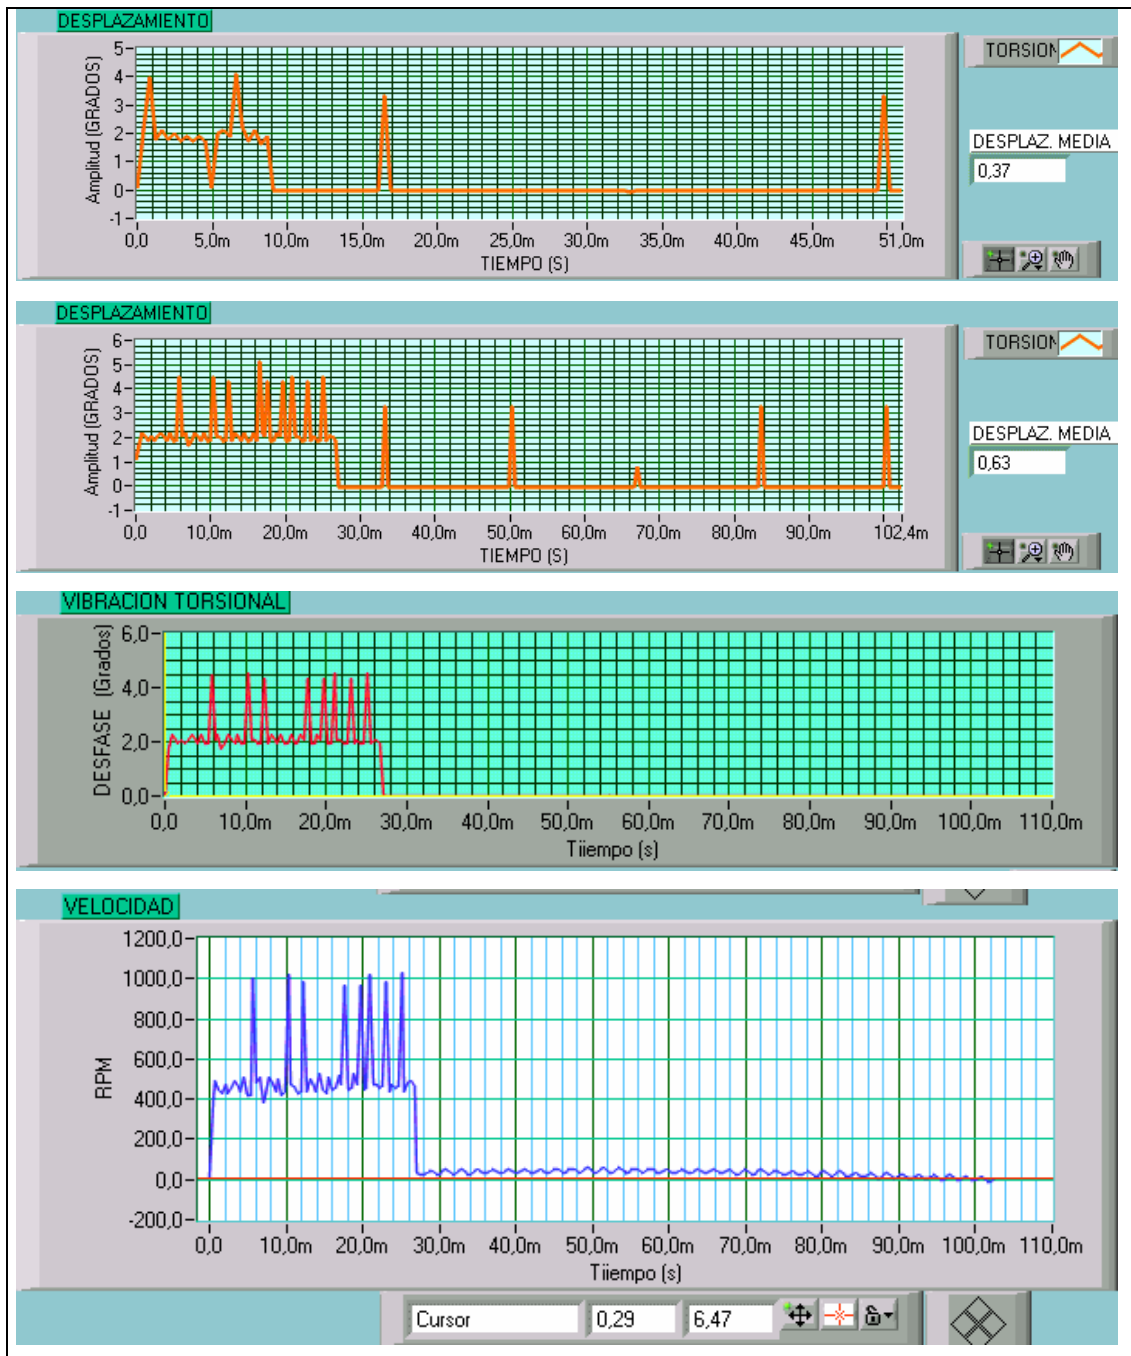 DESPLAZAMIENTO
5
4
3
2
1
0
-1
Amplitud (GRADOS)
0,0 5,0m 10,0m 15,0m 20,0m 25,0m 30,0m 35,0m 40,0m 45,0m 51,0m
TIEMPO (S)
TORSION
DESPLAZ. MEDIA
0,37
DESPLAZAMIENTO
6
5
4
3
2
1
0
-1
Amplitud (GRADOS)
0,0 10,0m 20,0m 30,0m 40,0m 50,0m 60,0m 70,0m 80,0m 90,0m 102,4m
TIEMPO (S)
TORSION
DESPLAZ. MEDIA
0,63
VIBRACION TORSIONAL
6,0
4,0
2,0
0,0
DESFASE (Grados)
0,0 10,0m 20,0m 30,0m 40,0m 50,0m 60,0m 70,0m 80,0m 90,0m 100,0m 110,0m
Tiiempo (s)
VELOCIDAD
1200,0
1000,0
800,0
600,0
400,0
200,0
0,0
-200,0
RPM
0,0 10,0m 20,0m 30,0m 40,0m 50,0m 60,0m 70,0m 80,0m 90,0m 100,0m 110,0m
Tiiempo (s)
Cursor 0,29 6,47